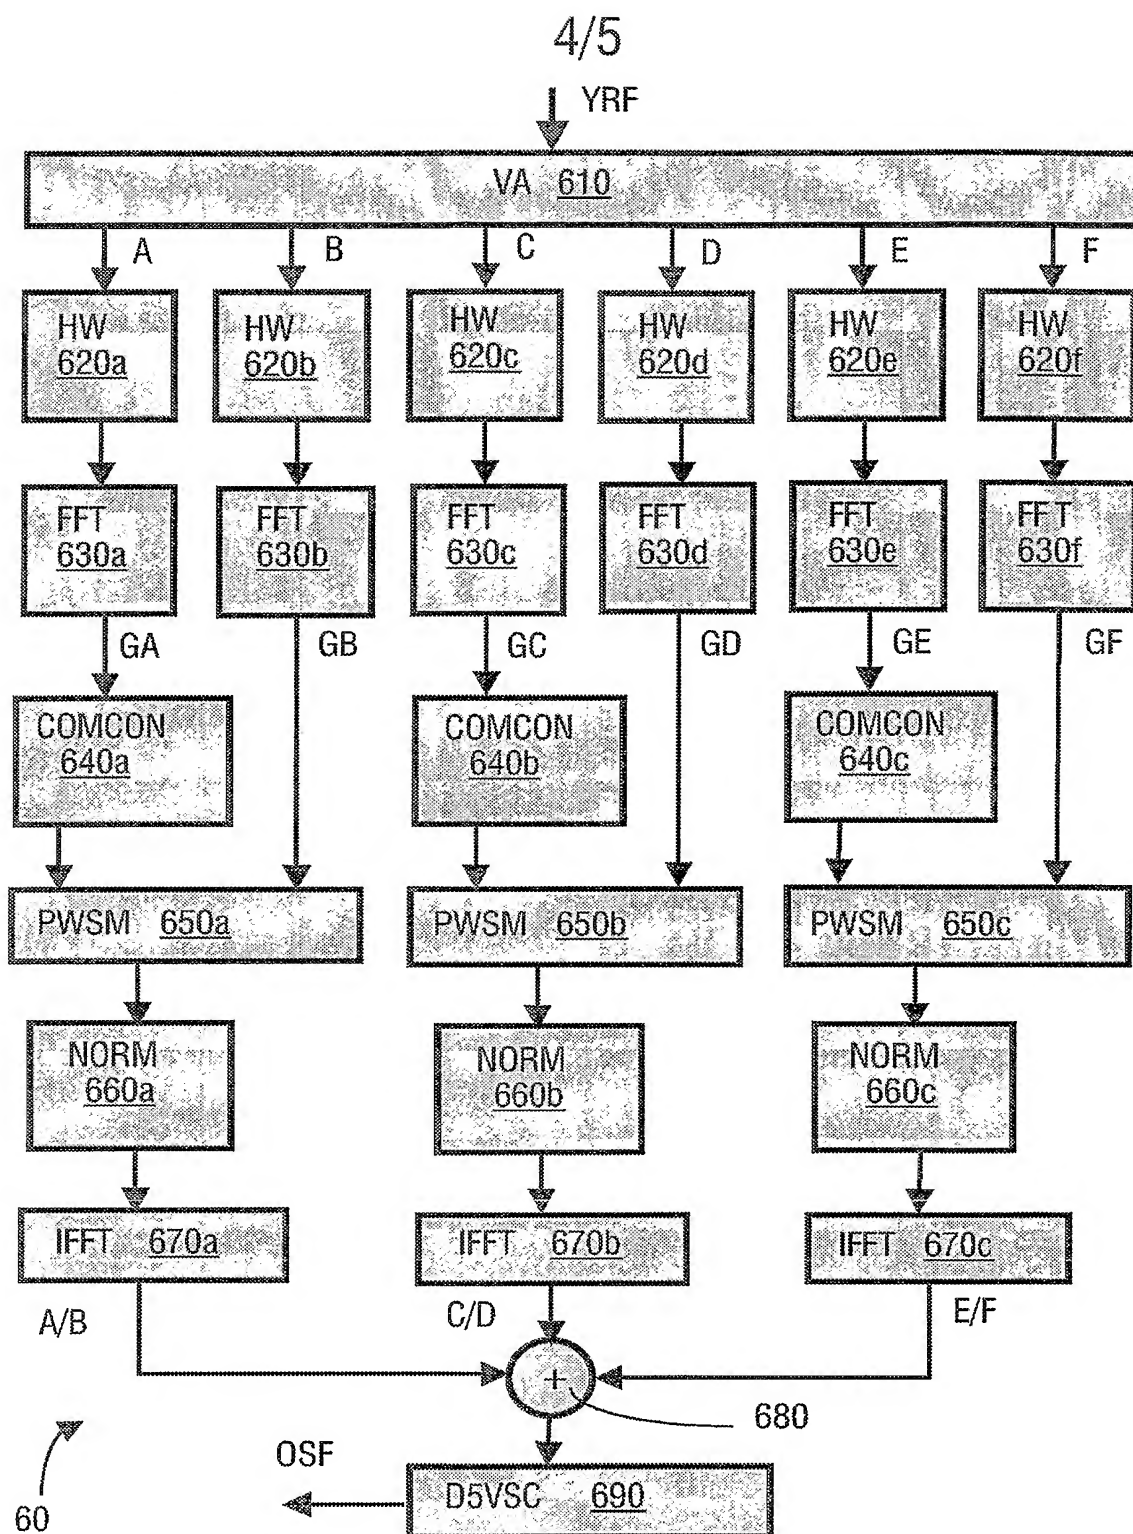 4/5
YRF
VA 610
A B C D E F
HW HW HW HW HW HW
620a 620b 620c 620d 620e 620f
FFT FFT FFT FFT FFT FFT
630a 630b 630c 630d 630e 630f
GA GB GC GD GE GF
COMCON COMCON COMCON
640a 640b 640c
PWSM 650a PWSM 650b PWSM 650c
NORM NORM NORM
660a 660b 660c
IFFT 670a IFFT 670b IFFT 670c
A/B C/D E/F
+
680
OSF
D5VSC 690
60